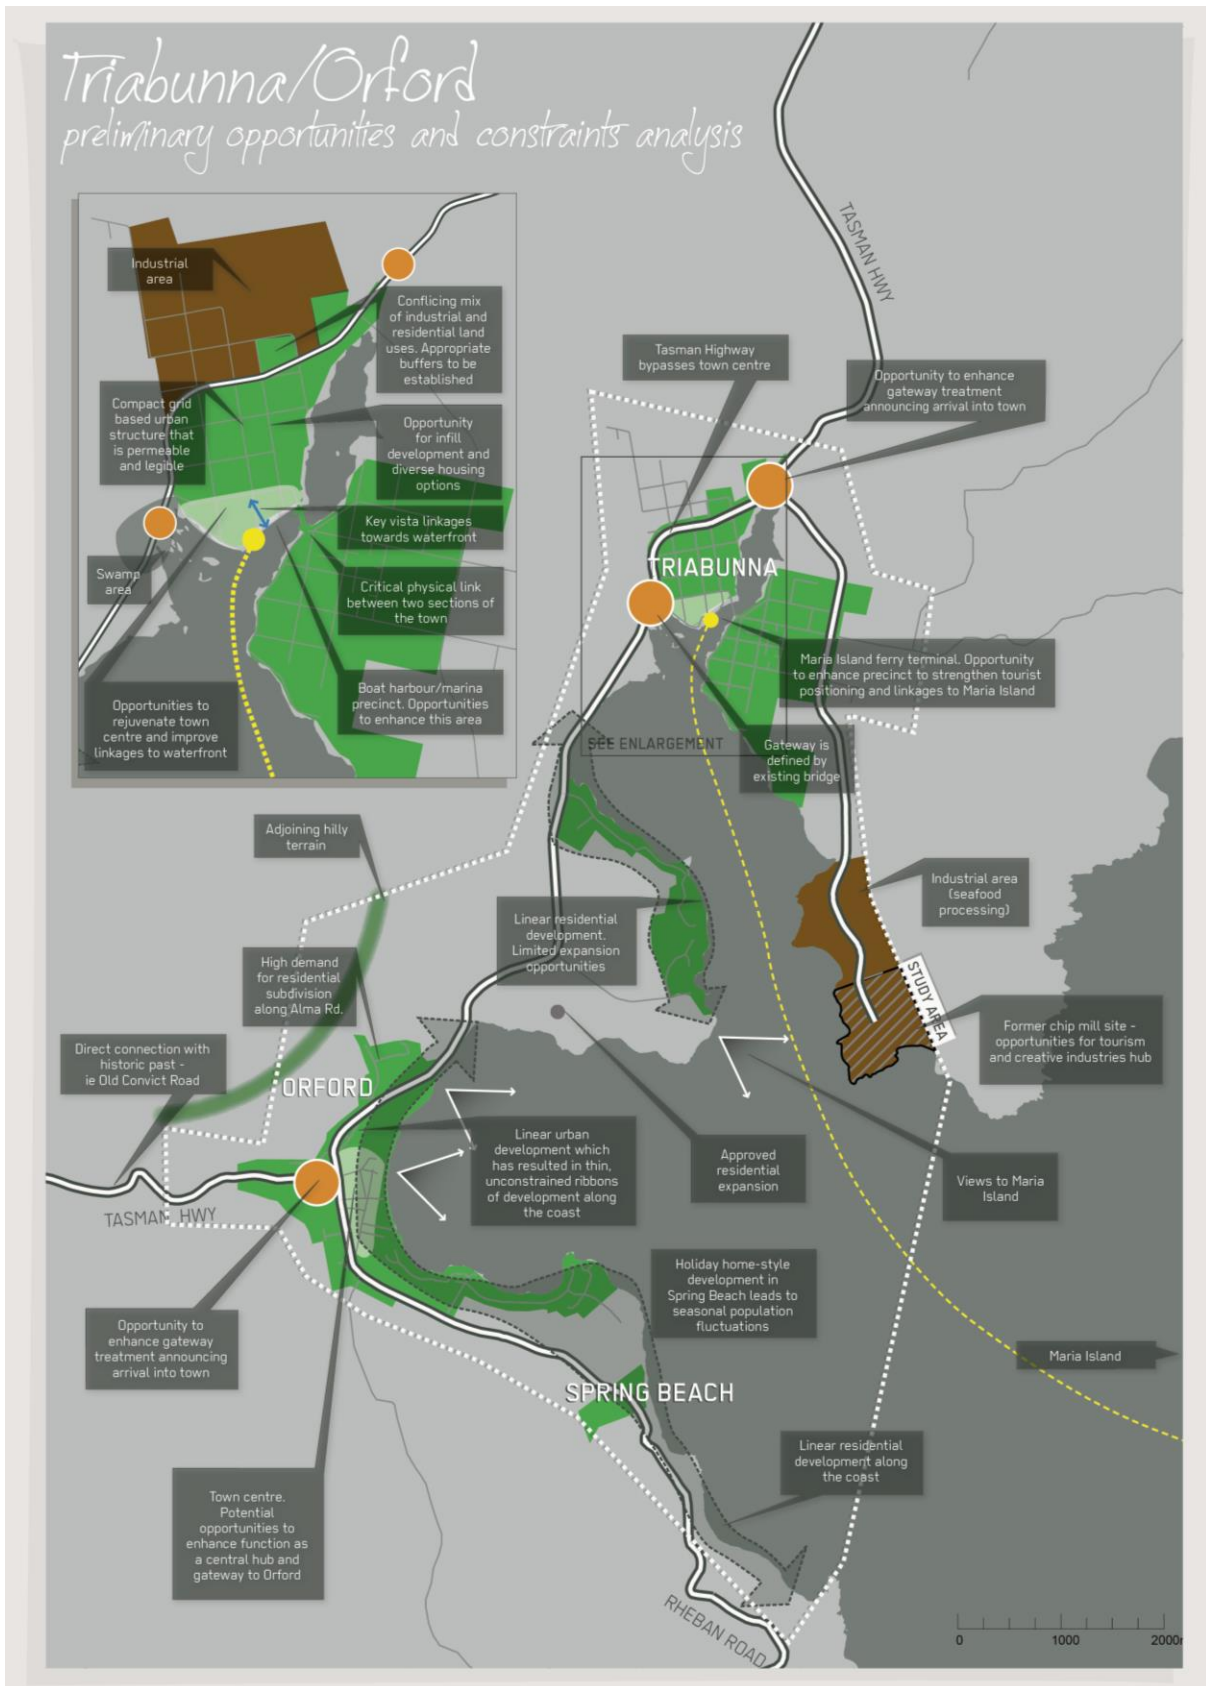 Triabunna/Orford
preliminary opportunities and constraints analysis
Industrial
area
Conflicing mix
of industrial and
residential land
uses. Appropriate
buffers to be
established
Compact grid
based urban
structure that
is permeable
and legible
Opportunity
for infill
development and
diverse housing
options
Key vista linkages
towards waterfront
Swamp
area
Critical physical link
between two sections of
the town
Opportunities to
rejuvenate town
centre and improve
linkages to waterfront
Boat harbour/marina
precinct. Opportunities
to enhance this area
TASMAN HWY
Tasman Highway
bypasses town centre
Opportunity to enhance
gateway treatment
announcing arrival into town
TRIABUNNA
Maria Island ferry terminal. Opportunity
to enhance precinct to strengthen tourist
positioning and linkages to Maria Island
SEE ENLARGEMENT
Gateway is
defined by
existing bridge
Adjoining hilly
terrain
Industrial area
(seafood
processing)
Linear residential
development.
Limited expansion
opportunities
High demand
for residential
subdivision
along Alma Rd.
STUDY AREA
Former chip mill site -
opportunities for tourism
and creative industries hub
Direct connection with
historic past -
ie Old Convict Road
ORFORD
Linear urban
development which
has resulted in thin,
unconstrained ribbons
of development along
the coast
Approved
residential
expansion
Views to Maria
Island
TASMAN HWY
Holiday home-style
development in
Spring Beach leads to
seasonal population
fluctuations
Opportunity to
enhance gateway
treatment announcing
arrival into town
Maria Island
SPRING BEACH
Linear residential
development along
the coast
Town centre.
Potential
opportunities to
enhance function as
a central hub and
gateway to Orford
RHEBAN ROAD
0 1000 2000m